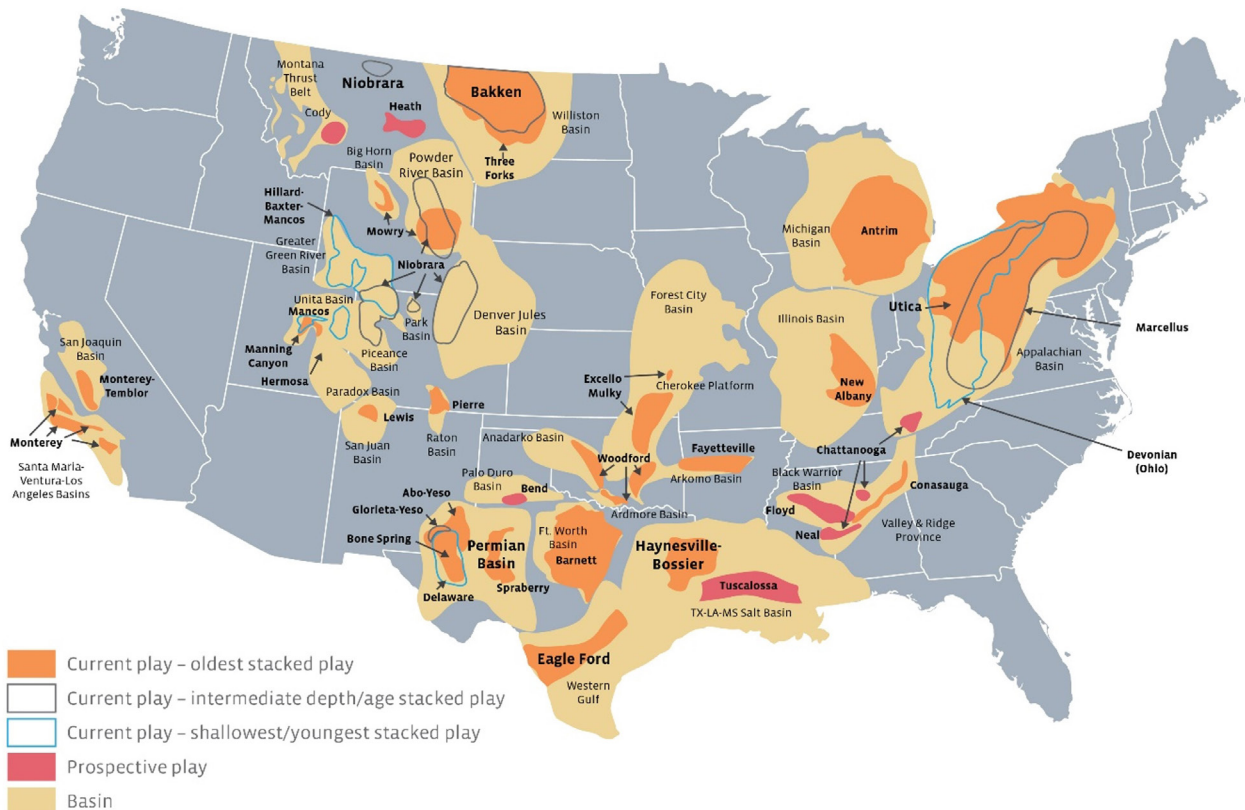 Montana
Thrust
Belt
Cody
Niobrara
Heath
Bakken
Williston
Basin
Three
Forks
Big Horn
Basin
Powder
River Basin
Hillard-
Baxter-
Mancos
Mowry
Greater
Green River
Basin
Niobrara
Unita Basin
Mancos
Park
Basin
Denver Jules
Basin
Manning
Canyon
Piceance
Basin
Hermosa
Paradox Basin
San Joaquin
Basin
Monterey-
Temblor
Monterey
Santa Maria-
Ventura-Los
Angeles Basins
Lewis
San Juan
Basin
Pierre
Raton
Basin
Forest City
Basin
Excello
Mulky
Cherokee Platform
Anadarko Basin
Woodford
Fayetteville
Arkomo Basin
Ardmore Basin
Palo Duro
Basin
Bend
Abo-Yeso
Glorieta-Yeso
Bone Spring
Delaware
Permian
Basin
Spraberry
Ft. Worth
Basin
Barnett
Haynesville-
Bossier
Tuscalossa
TX-LA-MS Salt Basin
Eagle Ford
Western
Gulf
Michigan
Basin
Antrim
Illinois Basin
New
Albany
Utica
Marcellus
Appalachian
Basin
Devonian
(Ohio)
Chattanooga
Black Warrior
Basin
Floyd
Neal
Conasauga
Valley & Ridge
Province
Current play – oldest stacked play
Current play – intermediate depth/age stacked play
Current play – shallowest/youngest stacked play
Prospective play
Basin